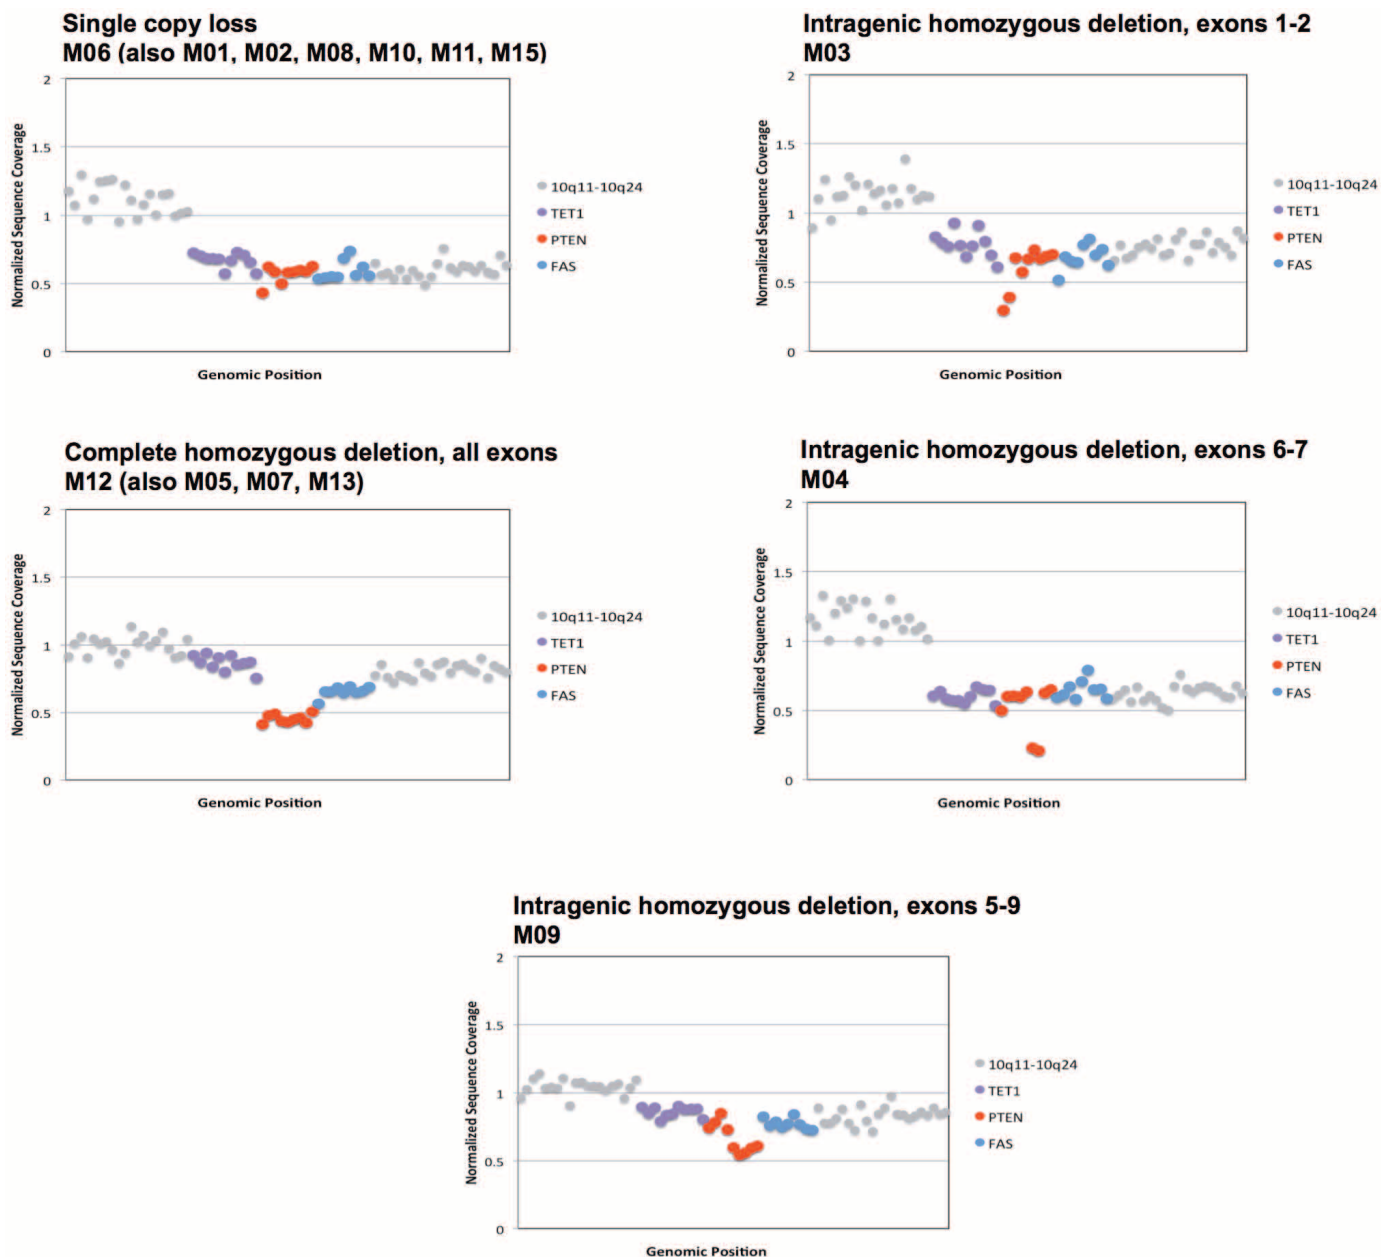 Single copy loss
M06 (also M01, M02, M08, M10, M11, M15)
2
1.5
1
0.5
0
Normalized Sequence Coverage
Genomic Position
10q11-10q24
TET1
PTEN
FAS
Intragenic homozygous deletion, exons 1-2
M03
2
1.5
1
0.5
0
Normalized Sequence Coverage
Genomic Position
10q11-10q24
TET1
PTEN
FAS
Complete homozygous deletion, all exons
M12 (also M05, M07, M13)
2
1.5
1
0.5
0
Normalized Sequence Coverage
Genomic Position
10q11-10q24
TET1
PTEN
FAS
Intragenic homozygous deletion, exons 6-7
M04
2
1.5
1
0.5
0
Normalized Sequence Coverage
Genomic Position
10q11-10q24
TET1
PTEN
FAS
Intragenic homozygous deletion, exons 5-9
M09
2
1.5
1
0.5
0
Normalized Sequence Coverage
Genomic Position
10q11-10q24
TET1
PTEN
FAS